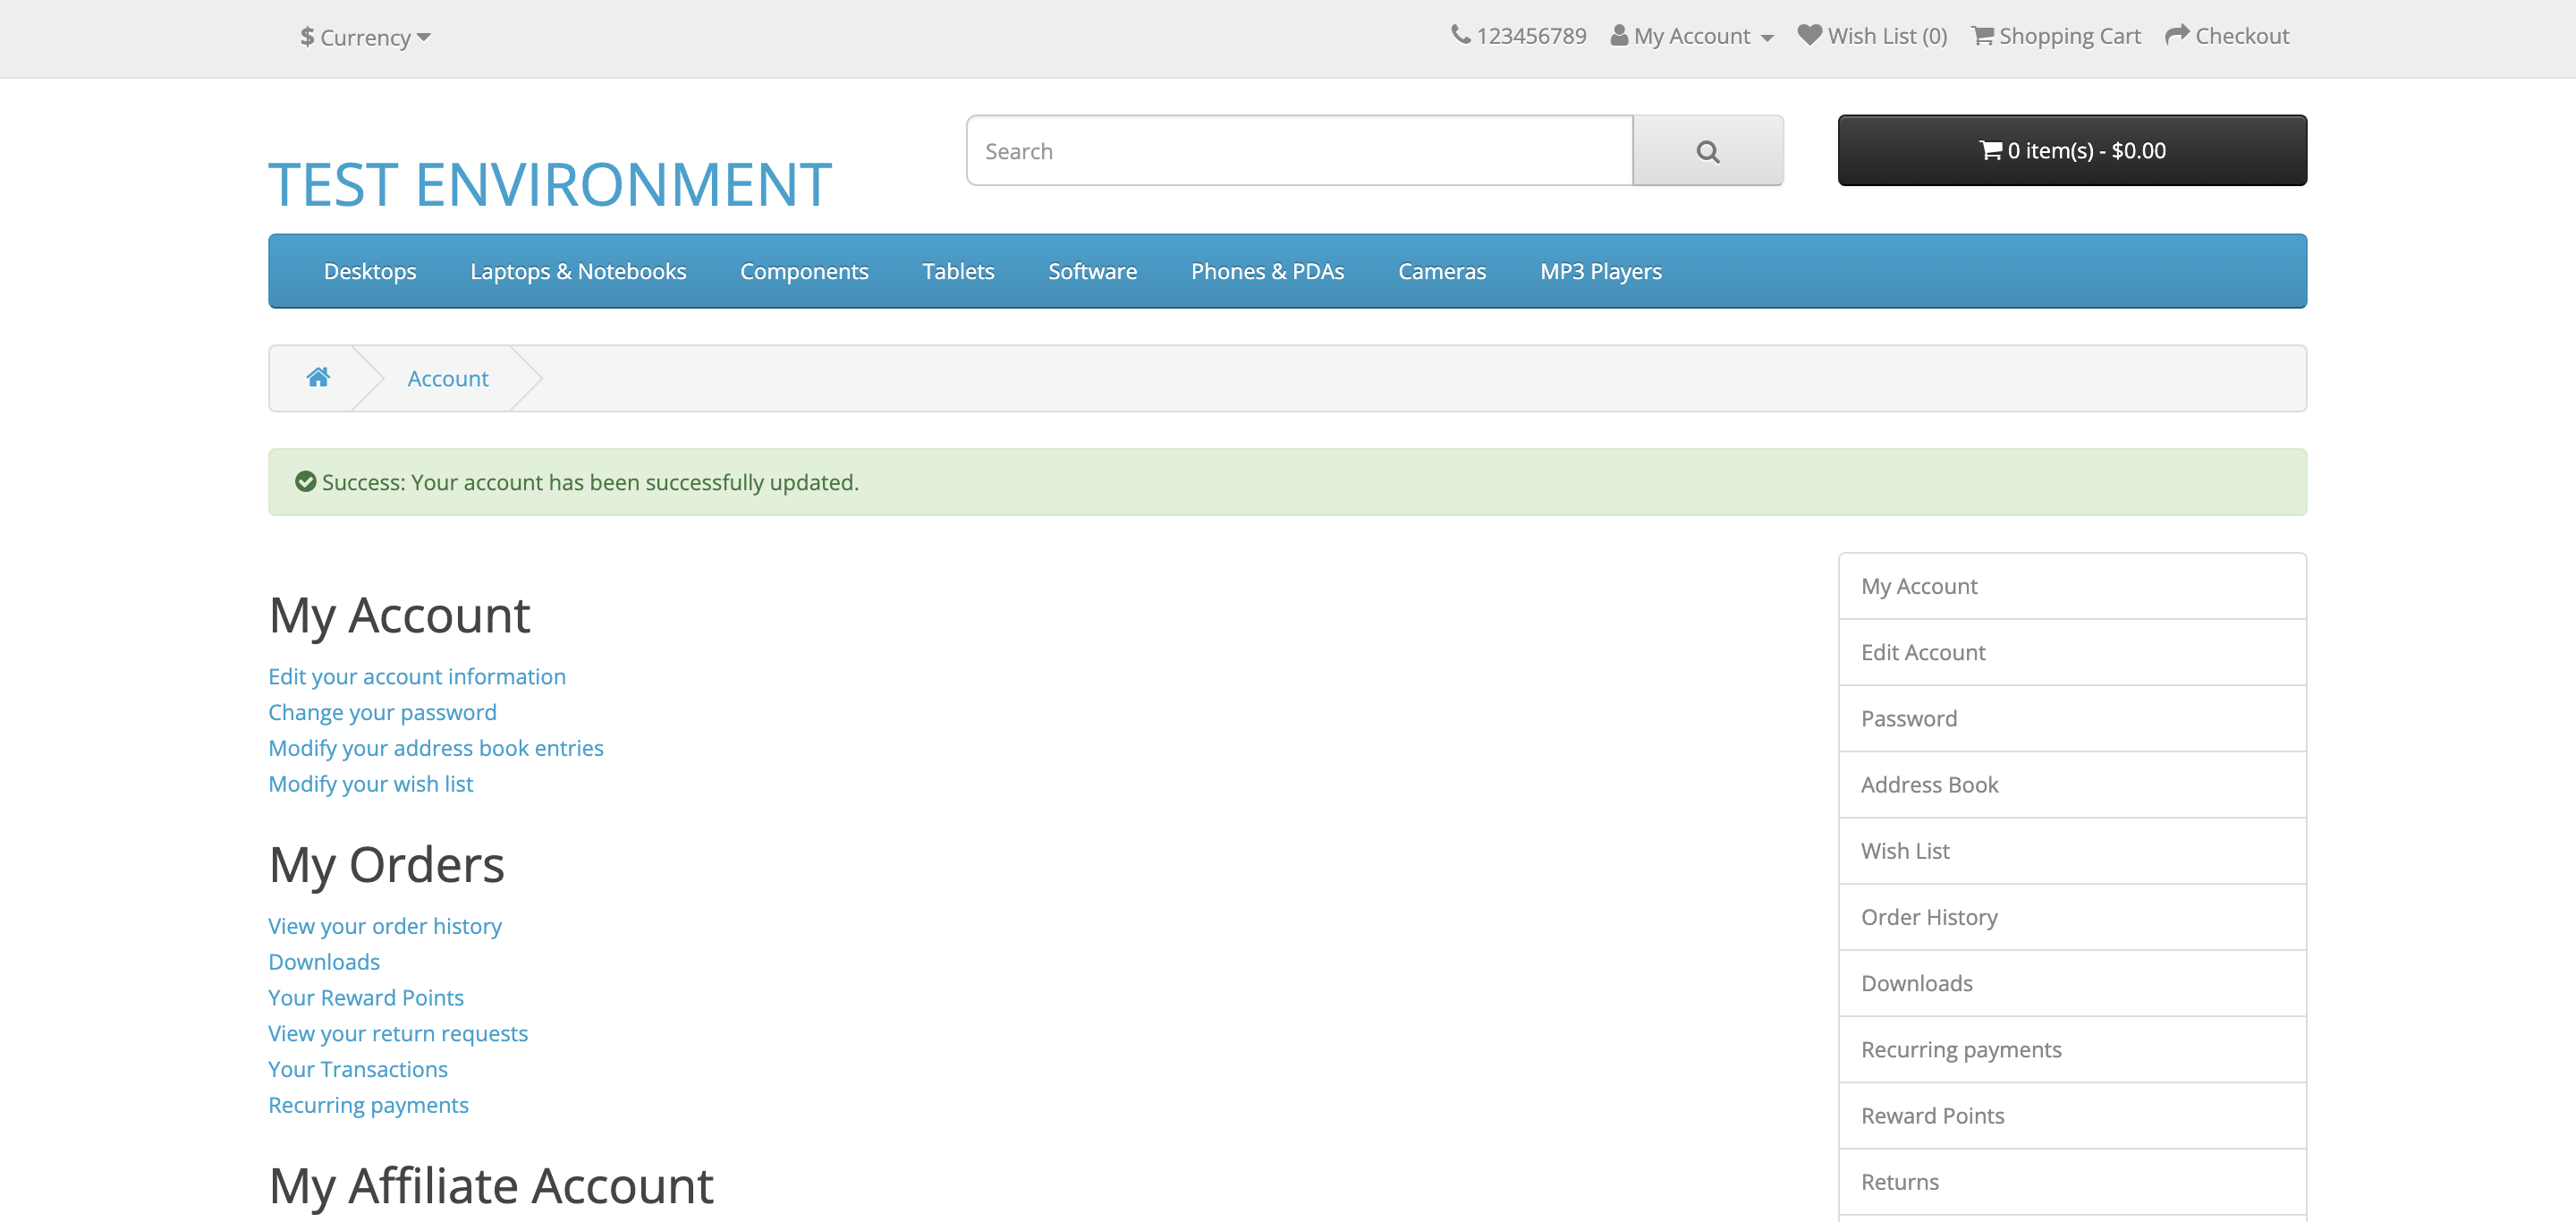 $ Currency
123456789 My Account Wish List (0) Shopping Cart Checkout
TEST ENVIRONMENT
Search
0 item(s) - $0.00
Desktops Laptops & Notebooks Components Tablets Software Phones & PDAs Cameras MP3 Players
Account
Success: Your account has been successfully updated.
My Account
Edit your account information
Change your password
Modify your address book entries
Modify your wish list
My Orders
View your order history
Downloads
Your Reward Points
View your return requests
Your Transactions
Recurring payments
My Affiliate Account
My Account
Edit Account
Password
Address Book
Wish List
Order History
Downloads
Recurring payments
Reward Points
Returns